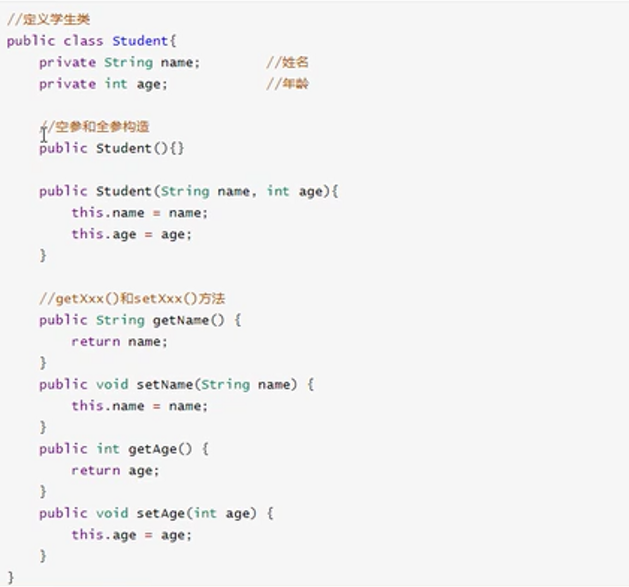 //定义学生类
public class Student{
private String name; //姓名
private int age; //年龄
//空参和全参构造
public Student(){}
public Student(String name, int age){
this.name = name;
this.age = age;
}
//getXxx()和setXxx()方法
public String getName() {
return name;
}
public void setName(String name) {
this.name = name;
}
public int getAge() {
return age;
}
public void setAge(int age) {
this.age = age;
}
}